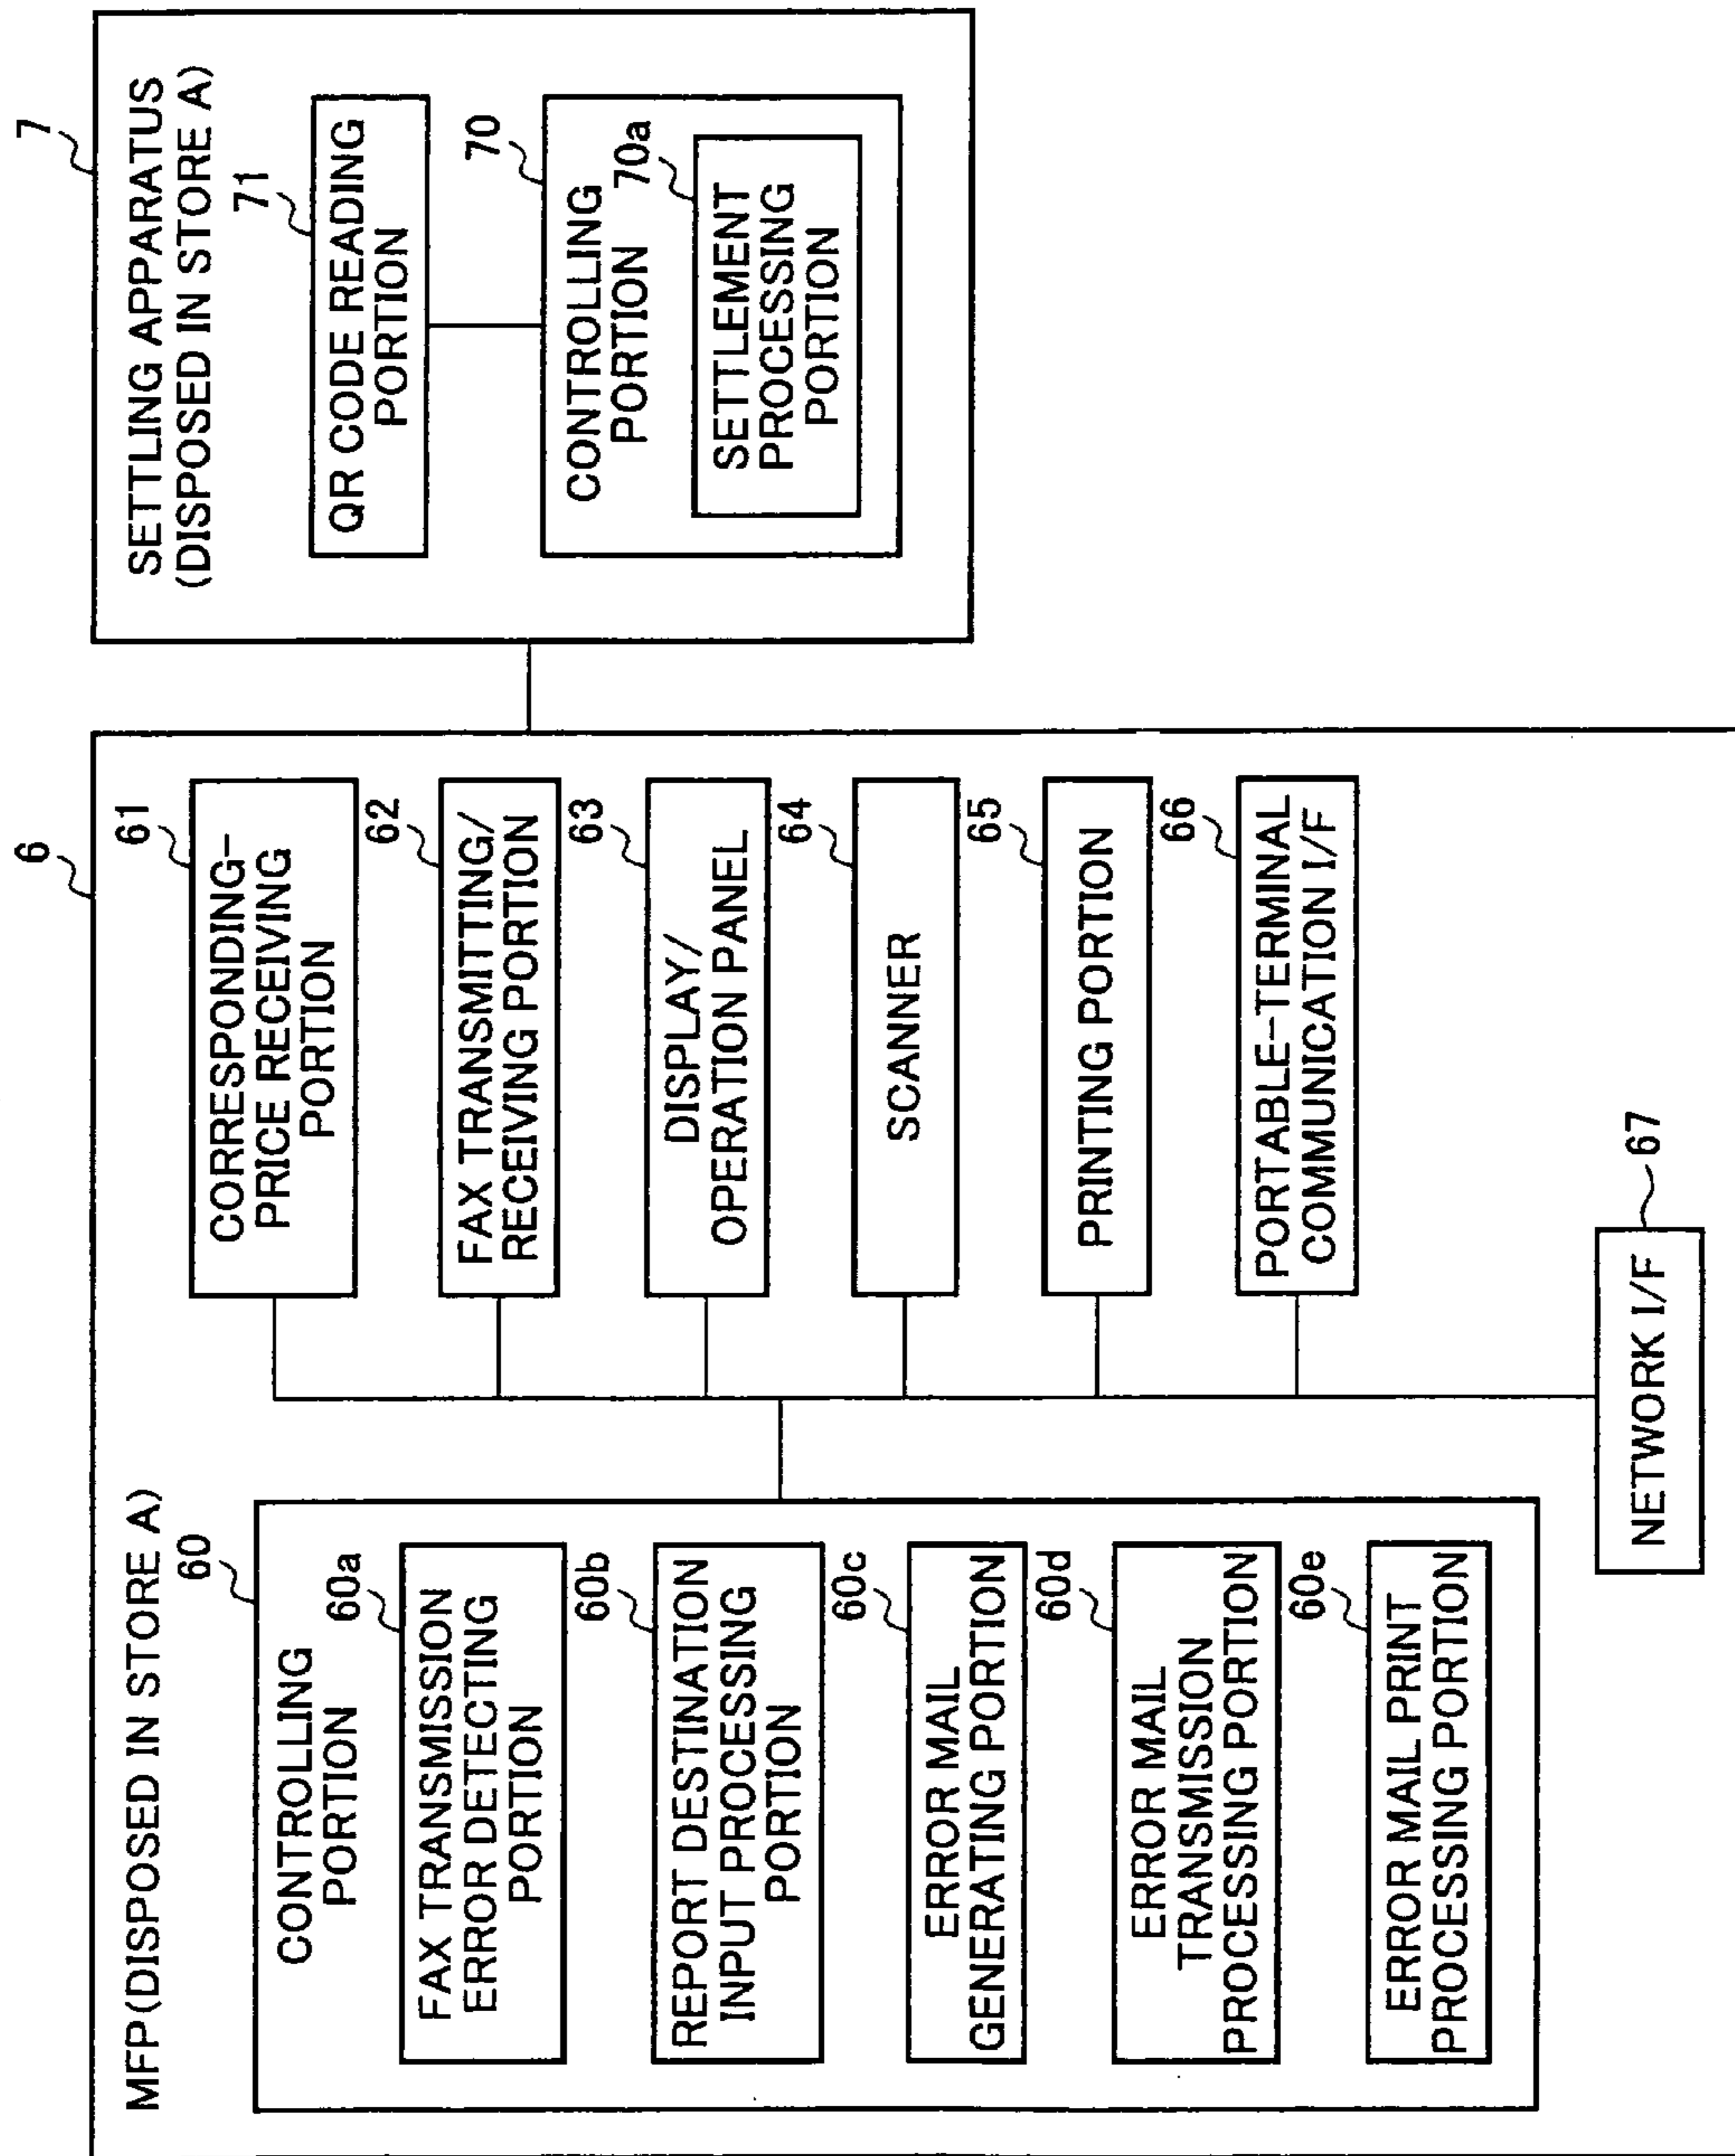 MFP(DISPOSED IN STORE A)
6
60
CONTROLLING
PORTION
60a
FAX TRANSMISSION
ERROR DETECTING
PORTION
60b
REPORT DESTINATION
INPUT PROCESSING
PORTION
60c
ERROR MAIL
GENERATING PORTION
60d
ERROR MAIL
TRANSMISSION
PROCESSING PORTION
60e
ERROR MAIL PRINT
PROCESSING PORTION
61
CORRESPONDING-
PRICE RECEIVING
PORTION
62
FAX TRANSMITTING/
RECEIVING PORTION
63
DISPLAY/
OPERATION PANEL
64
SCANNER
65
PRINTING PORTION
66
PORTABLE-TERMINAL
COMMUNICATION I/F
NETWORK I/F
67
7
SETTLING APPARATUS
(DISPOSED IN STORE A)
71
QR CODE READING
PORTION
70
CONTROLLING
PORTION
70a
SETTLEMENT
PROCESSING
PORTION